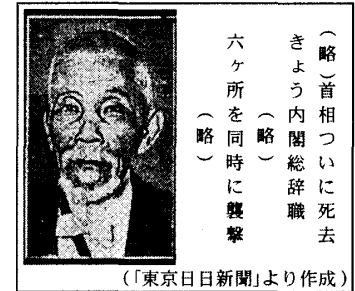 （略）首相ついに死去
きょう内閣総辞職
（略）
六ヶ所を同時に襲撃
（略）
（「東京日日新聞」より作成）